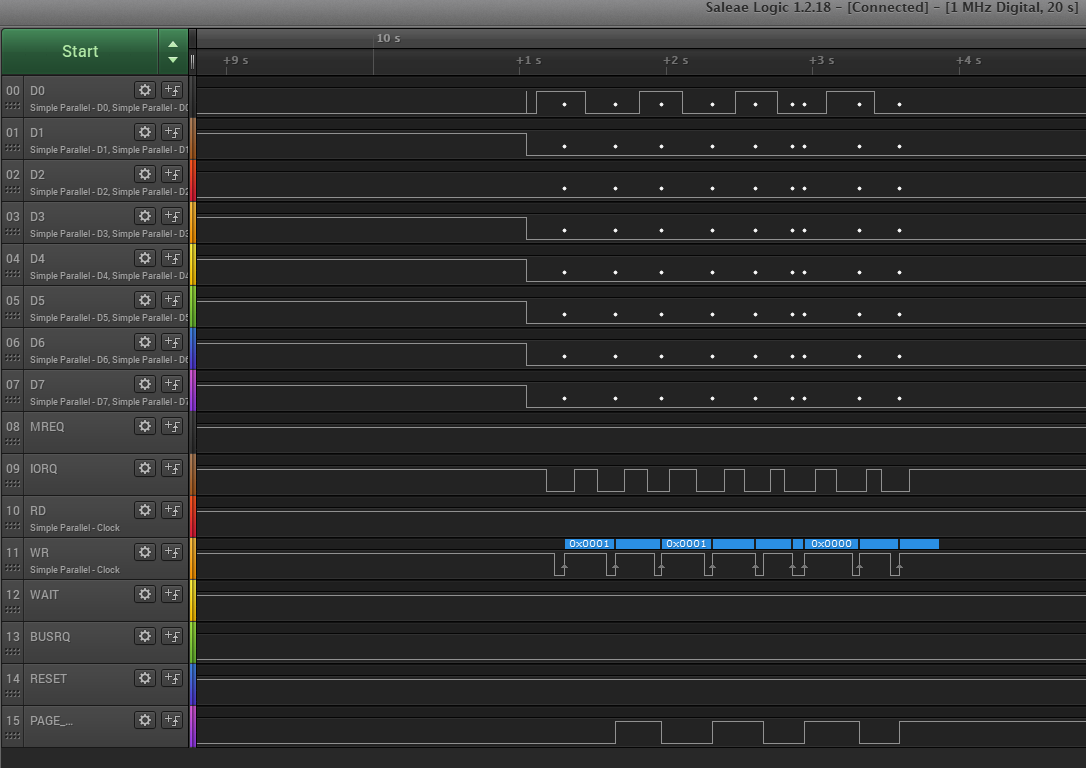 Saleae Logic 1.2.18 - [Connected] - [1 MHz Digital, 20 s]
Start
10 s
+9 s +1 s +2 s +3 s +4 s
00 D0
Simple Parallel - D0, Simple Parallel - D0
01 D1
Simple Parallel - D1, Simple Parallel - D1
02 D2
Simple Parallel - D2, Simple Parallel - D2
03 D3
Simple Parallel - D3, Simple Parallel - D3
04 D4
Simple Parallel - D4, Simple Parallel - D4
05 D5
Simple Parallel - D5, Simple Parallel - D5
06 D6
Simple Parallel - D6, Simple Parallel - D6
07 D7
Simple Parallel - D7, Simple Parallel - D7
08 MREQ
09 IORQ
10 RD
Simple Parallel - Clock
0x0001 0x0001 0x0000
11 WR
Simple Parallel - Clock
12 WAIT
13 BUSRQ
14 RESET
15 PAGE_...